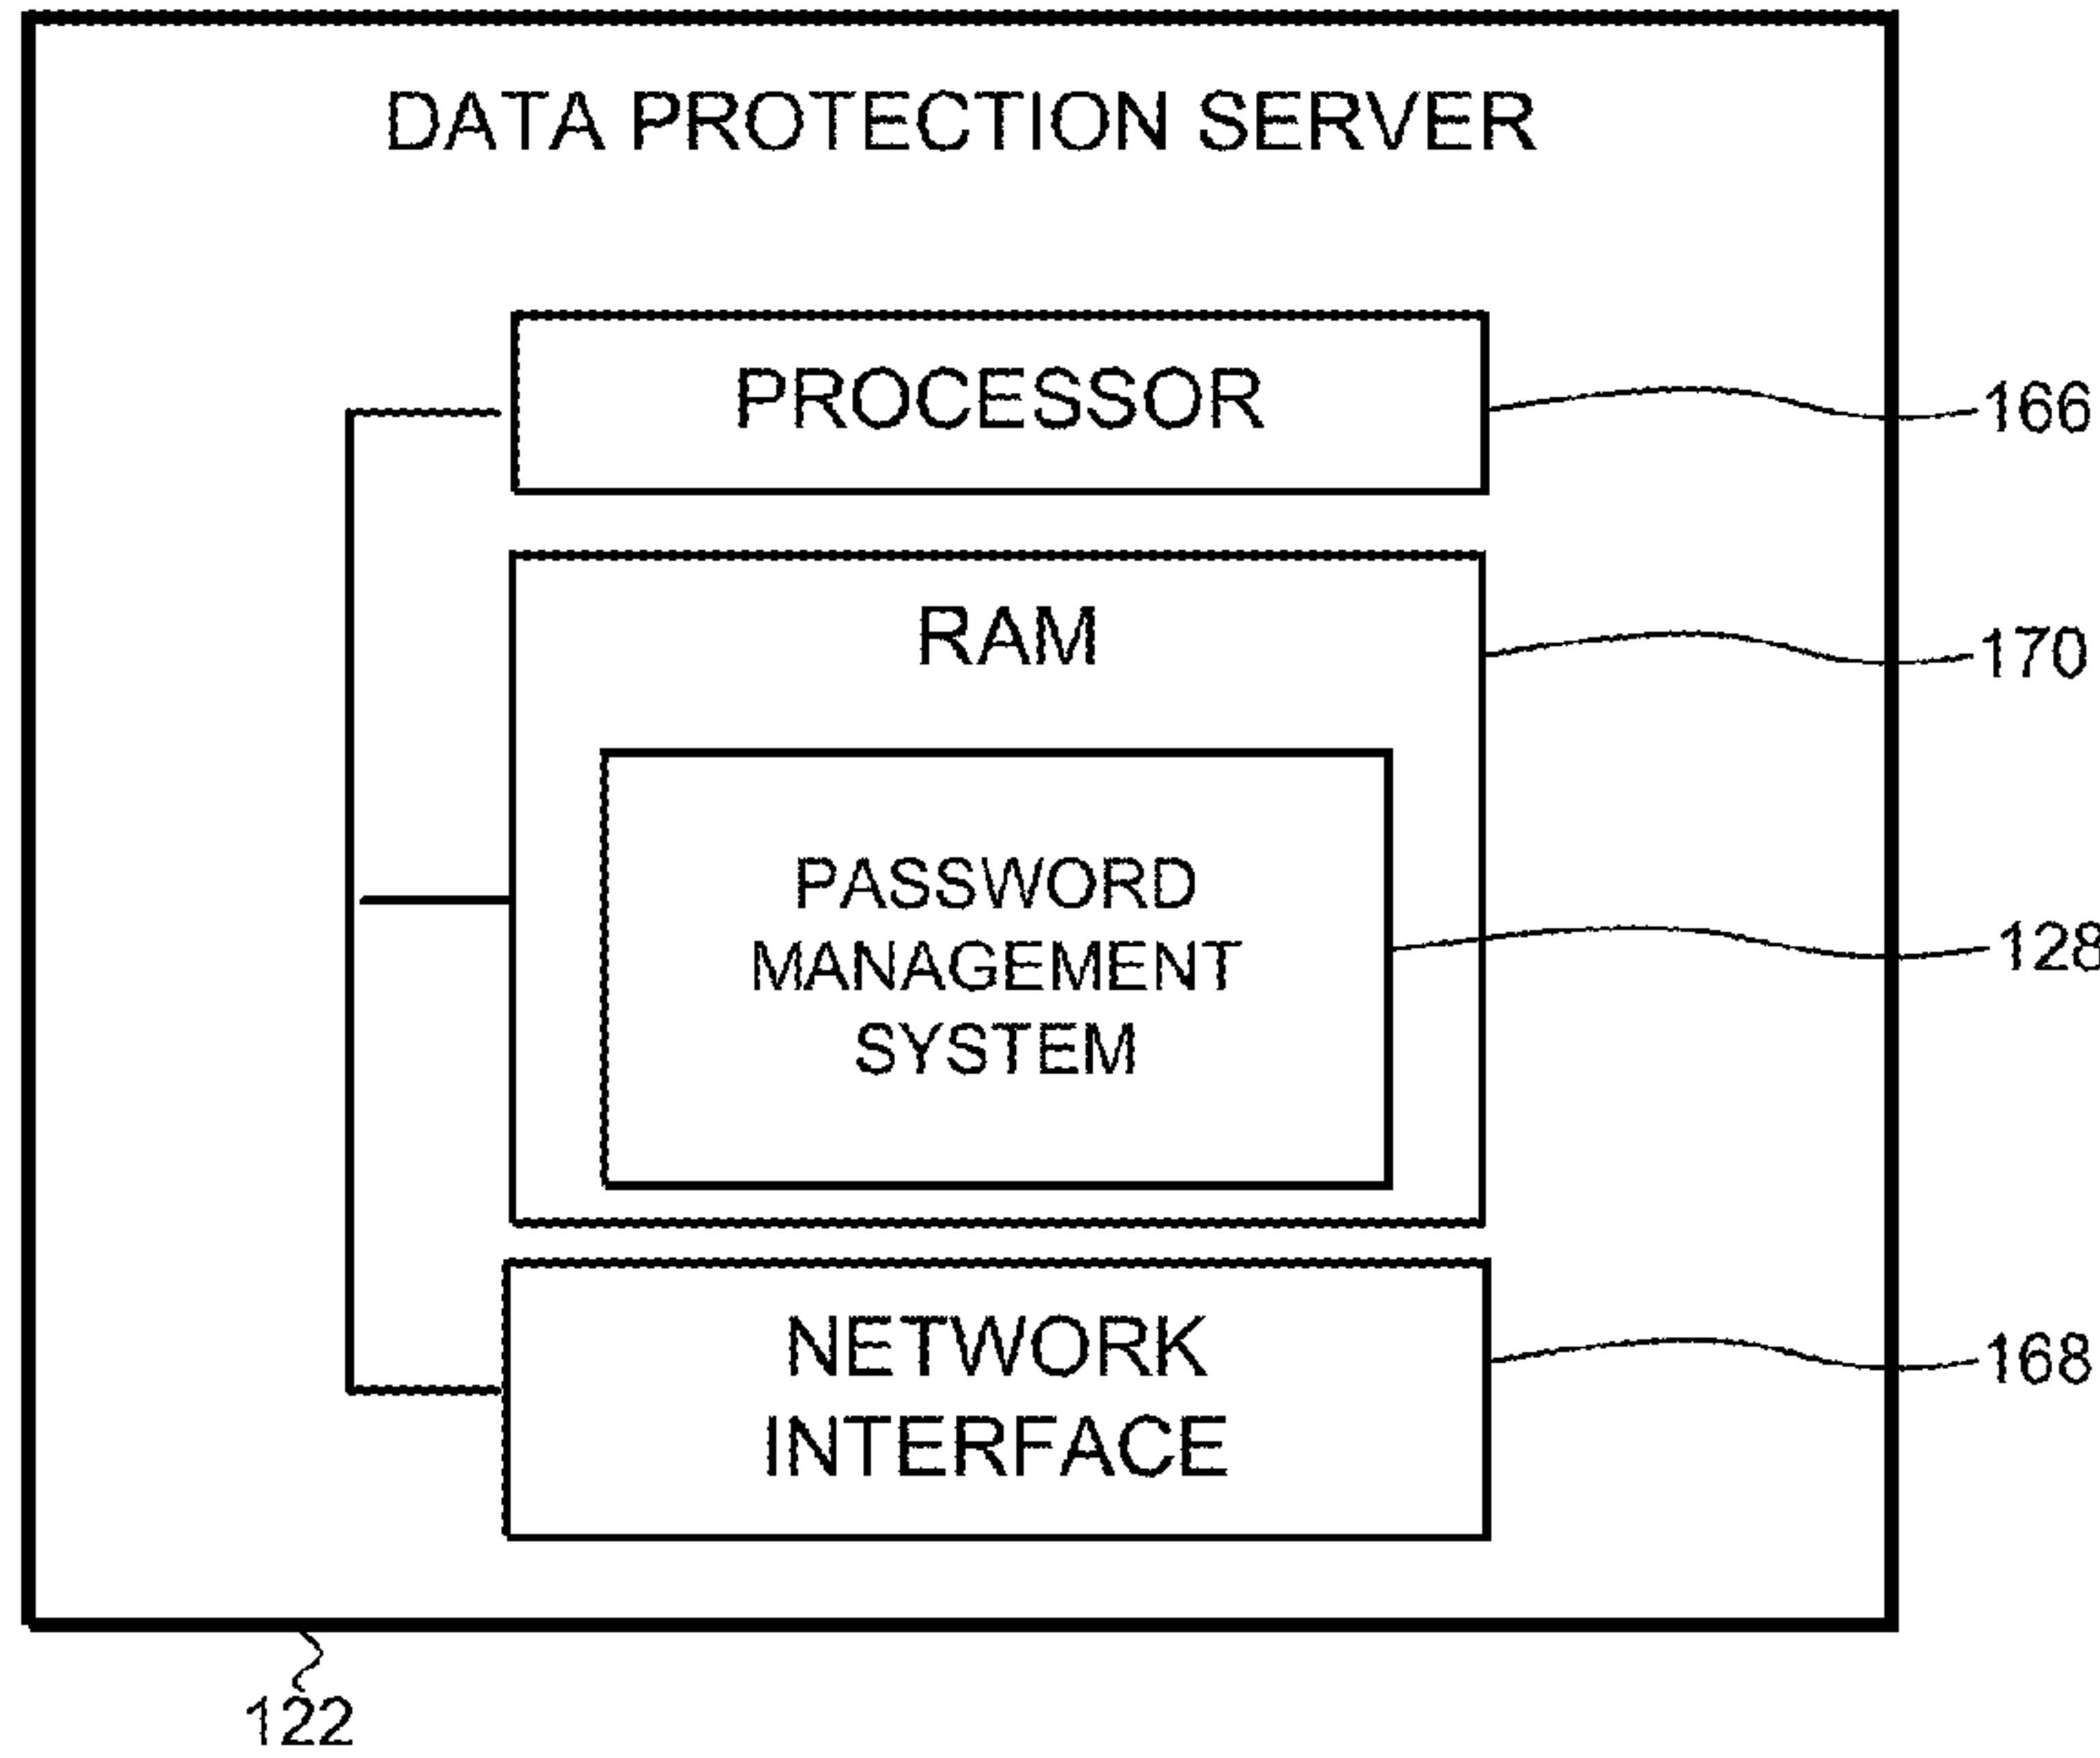 DATA PROTECTION SERVER
PROCESSOR
166
RAM
170
PASSWORD
MANAGEMENT
SYSTEM
128
NETWORK
INTERFACE
168
122